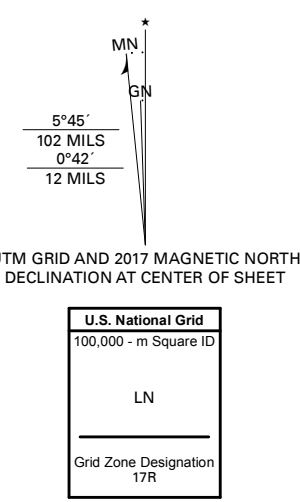 MN
GN
5°45´
102 MILS
0°42´
12 MILS
UTM GRID AND 2017 MAGNETIC NORTH
DECLINATION AT CENTER OF SHEET
U.S. National Grid
100,000 - m Square ID
LN
Grid Zone Designation
17R